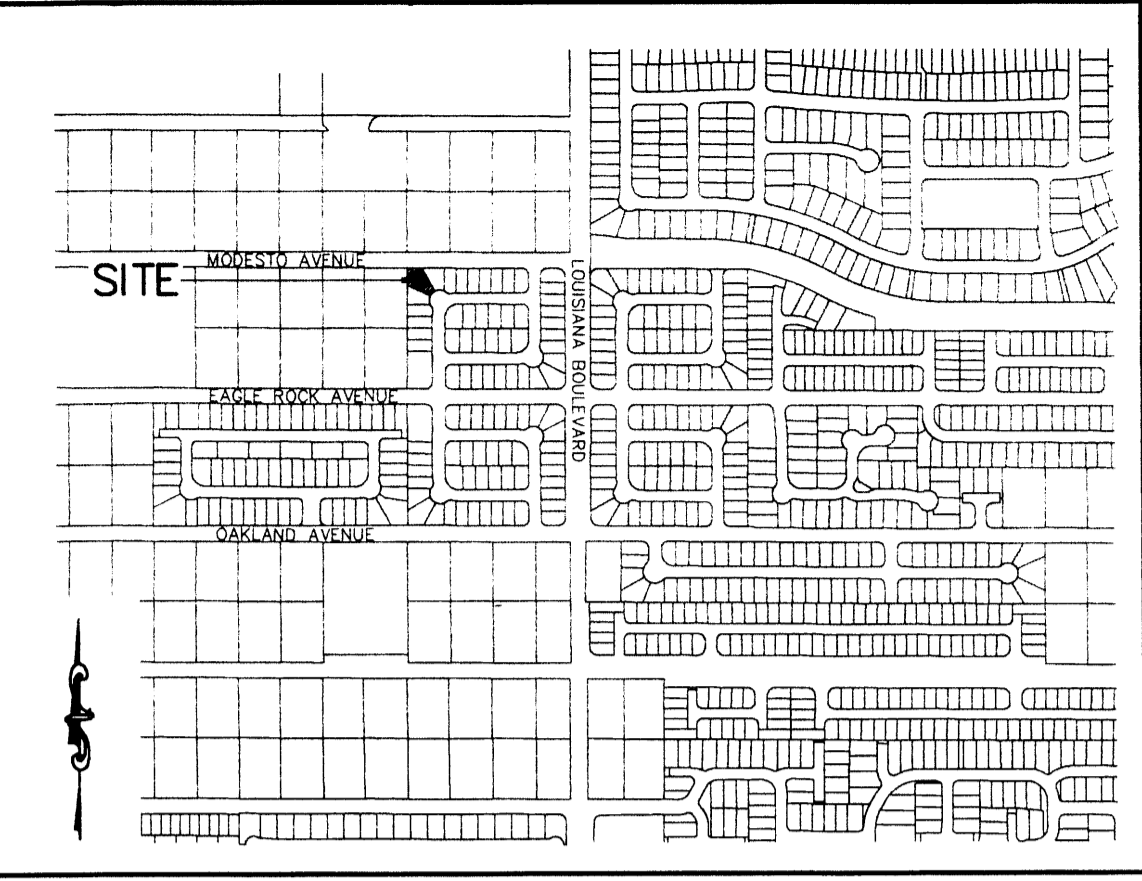 MODESTO AVENUE
SITE
LOUISIANA BOULEVARD
EAGLE ROCK AVENUE
OAKLAND AVENUE